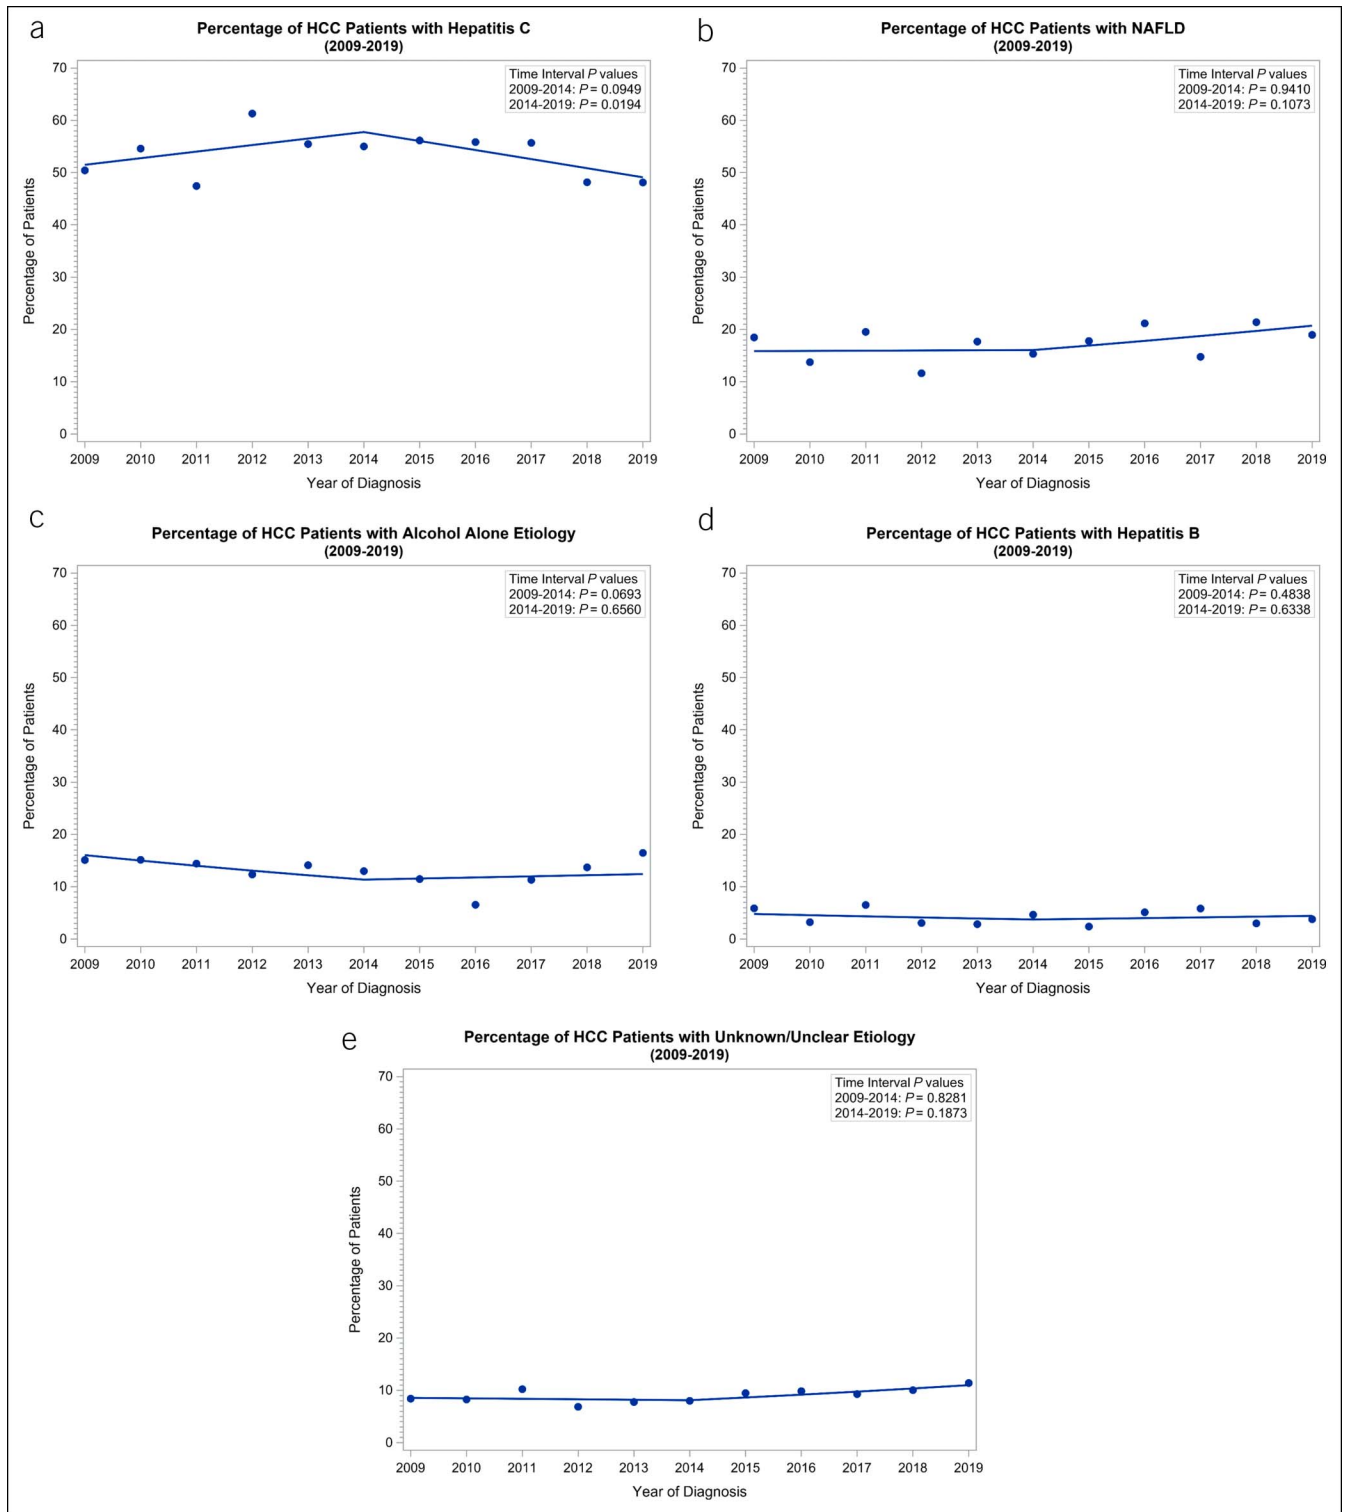 a
Percentage of HCC Patients with Hepatitis C
(2009-2019)
Time Interval P values
2009-2014: P = 0.0949
2014-2019: P = 0.0194
Percentage of Patients
70
60
50
40
30
20
10
0
2009 2010 2011 2012 2013 2014 2015 2016 2017 2018 2019
Year of Diagnosis
b
Percentage of HCC Patients with NAFLD
(2009-2019)
Time Interval P values
2009-2014: P = 0.9410
2014-2019: P = 0.1073
Percentage of Patients
70
60
50
40
30
20
10
0
2009 2010 2011 2012 2013 2014 2015 2016 2017 2018 2019
Year of Diagnosis
c
Percentage of HCC Patients with Alcohol Alone Etiology
(2009-2019)
Time Interval P values
2009-2014: P = 0.0693
2014-2019: P = 0.6560
Percentage of Patients
70
60
50
40
30
20
10
0
2009 2010 2011 2012 2013 2014 2015 2016 2017 2018 2019
Year of Diagnosis
d
Percentage of HCC Patients with Hepatitis B
(2009-2019)
Time Interval P values
2009-2014: P = 0.4838
2014-2019: P = 0.6338
Percentage of Patients
70
60
50
40
30
20
10
0
2009 2010 2011 2012 2013 2014 2015 2016 2017 2018 2019
Year of Diagnosis
e
Percentage of HCC Patients with Unknown/Unclear Etiology
(2009-2019)
Time Interval P values
2009-2014: P = 0.8281
2014-2019: P = 0.1873
Percentage of Patients
70
60
50
40
30
20
10
0
2009 2010 2011 2012 2013 2014 2015 2016 2017 2018 2019
Year of Diagnosis